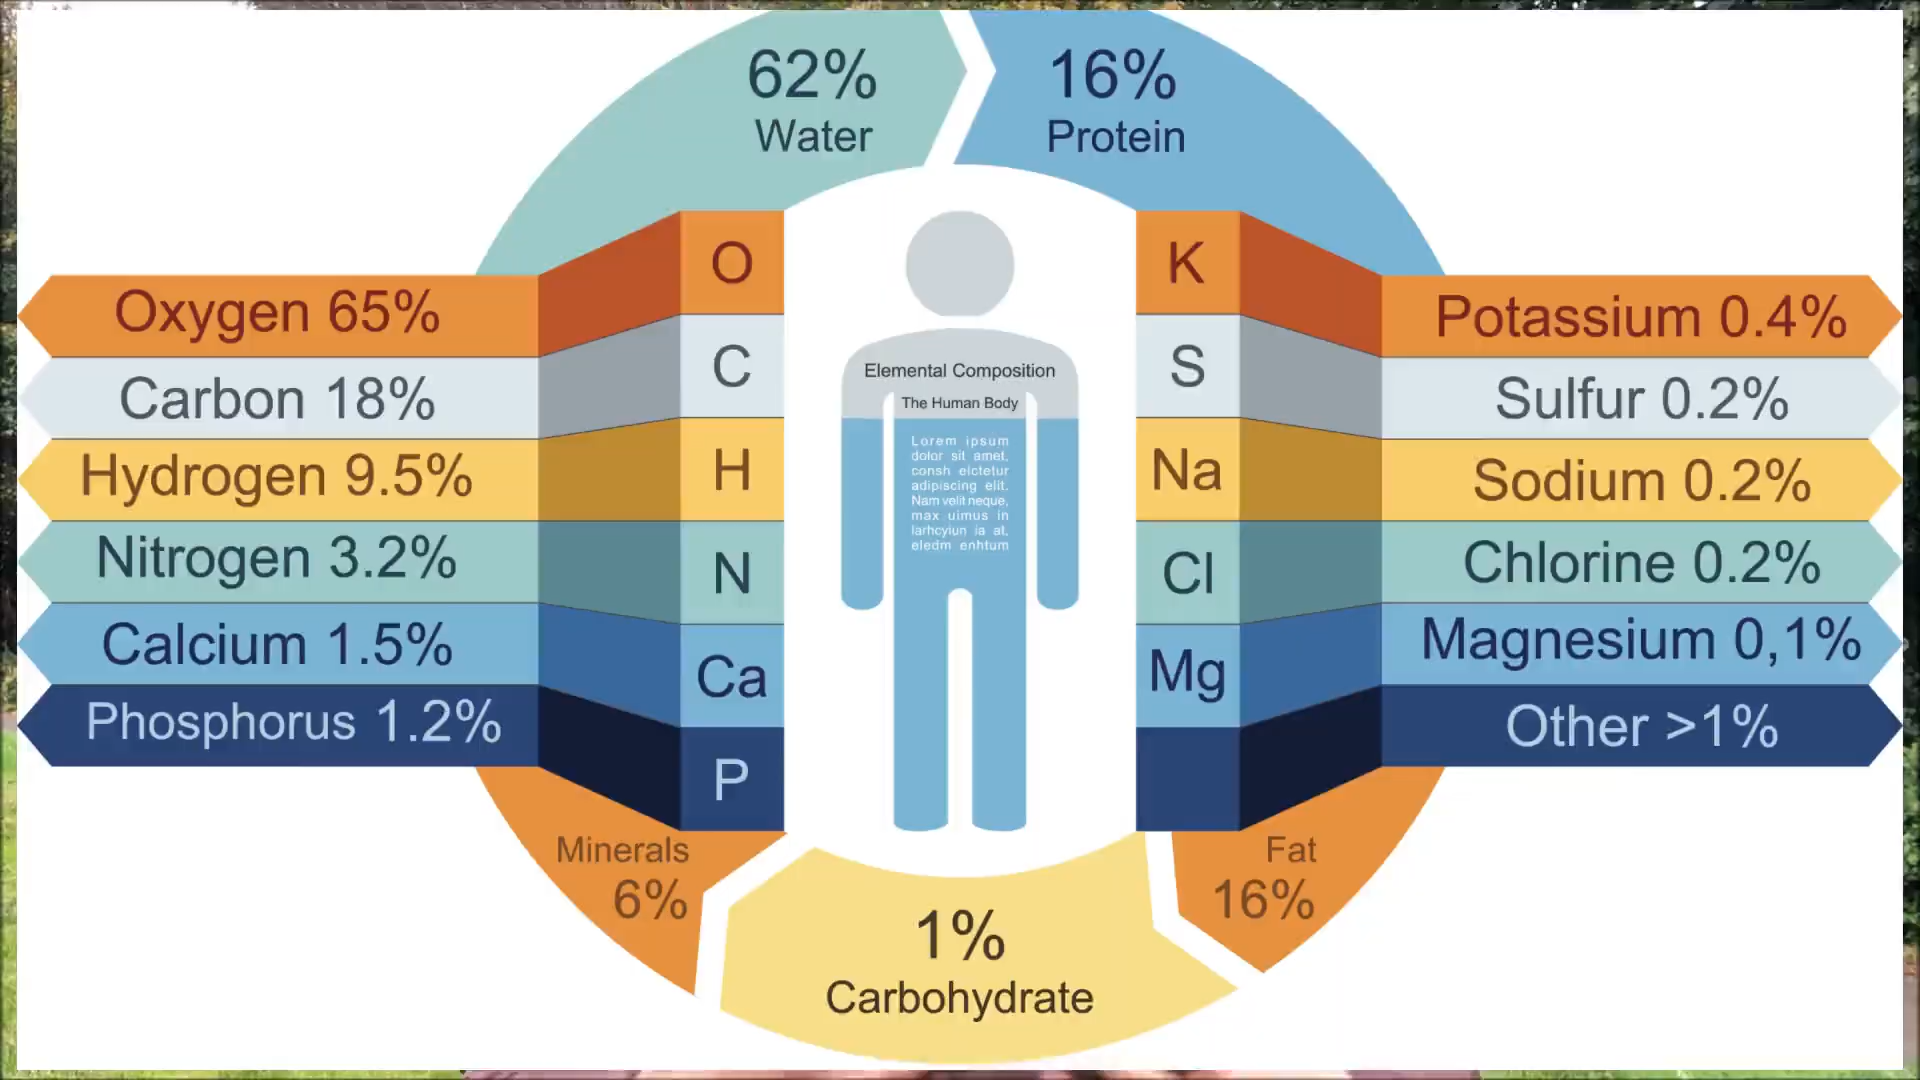 62%
Water
16%
Protein
O
K
Oxygen 65%
Potassium 0.4%
C
S
Carbon 18%
Sulfur 0.2%
Elemental Composition
The Human Body
H
Na
Hydrogen 9.5%
Sodium 0.2%
Lorem ipsum
dolor sit amet,
consh elctetur
adipiscing elit.
Nam velit neque,
max uimus in
larhcyiun ia at,
eledm enhtum
N
Cl
Nitrogen 3.2%
Chlorine 0.2%
Ca
Mg
Calcium 1.5%
Magnesium 0,1%
Phosphorus 1.2%
Other >1%
P
Minerals
6%
Fat
16%
1%
Carbohydrate